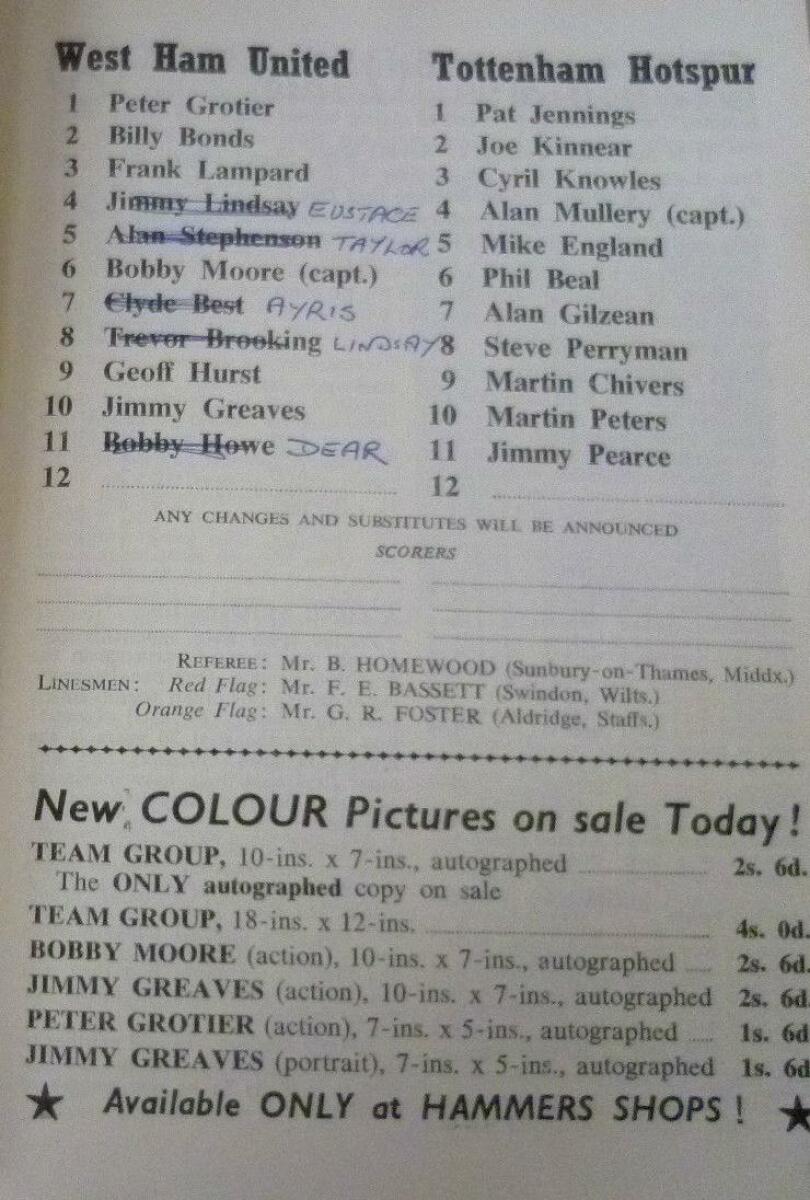 West Ham United
1 Peter Grotier
2 Billy Bonds
3 Frank Lampard
4 Jimmy Lindsay EUSTACE
5 Alan Stephenson TAYLOR
6 Bobby Moore (capt.)
7 Clyde Best AYRIS
8 Trevor Brooking LINDSAY
9 Geoff Hurst
10 Jimmy Greaves
11 Bobby Howe DEAR
12
Tottenham Hotspur
1 Pat Jennings
2 Joe Kinnear
3 Cyril Knowles
4 Alan Mullery (capt.)
5 Mike England
6 Phil Beal
7 Alan Gilzean
8 Steve Perryman
9 Martin Chivers
10 Martin Peters
11 Jimmy Pearce
12
ANY CHANGES AND SUBSTITUTES WILL BE ANNOUNCED
SCORERS
REFEREE: Mr. B. HOMEWOOD (Sunbury-on-Thames, Middx.)
LINESMEN: Red Flag: Mr. F. E. BASSETT (Swindon, Wilts.)
Orange Flag: Mr. G. R. FOSTER (Aldridge, Staffs.)
New COLOUR Pictures on sale Today!
TEAM GROUP, 10-ins. x 7-ins., autographed 2s. 6d.
The ONLY autographed copy on sale
TEAM GROUP, 18-ins. x 12-ins. 4s. 0d.
BOBBY MOORE (action), 10-ins. x 7-ins., autographed 2s. 6d.
JIMMY GREAVES (action), 10-ins. x 7-ins., autographed 2s. 6d.
PETER GROTIER (action), 7-ins. x 5-ins., autographed 1s. 6d
JIMMY GREAVES (portrait), 7-ins. x 5-ins., autographed 1s. 6d
★ Available ONLY at HAMMERS SHOPS! ★